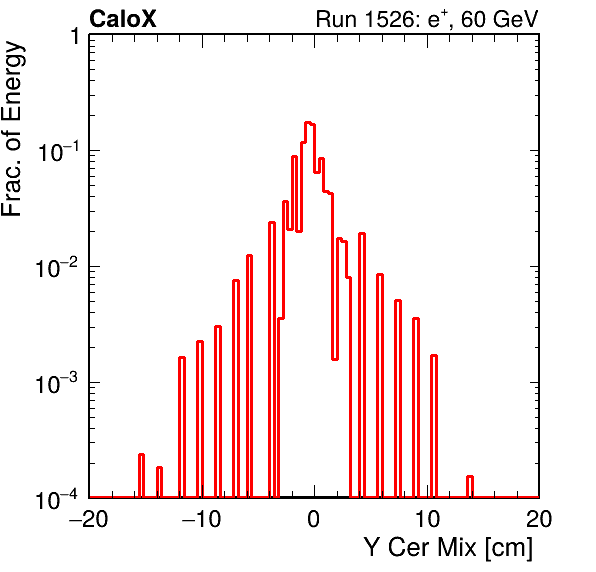 CaloX Run 1526: e⁺, 60 GeV
Frac. of Energy
1
10⁻¹
10⁻²
10⁻³
10⁻⁴
−20 −10 0 10 20
Y Cer Mix [cm]